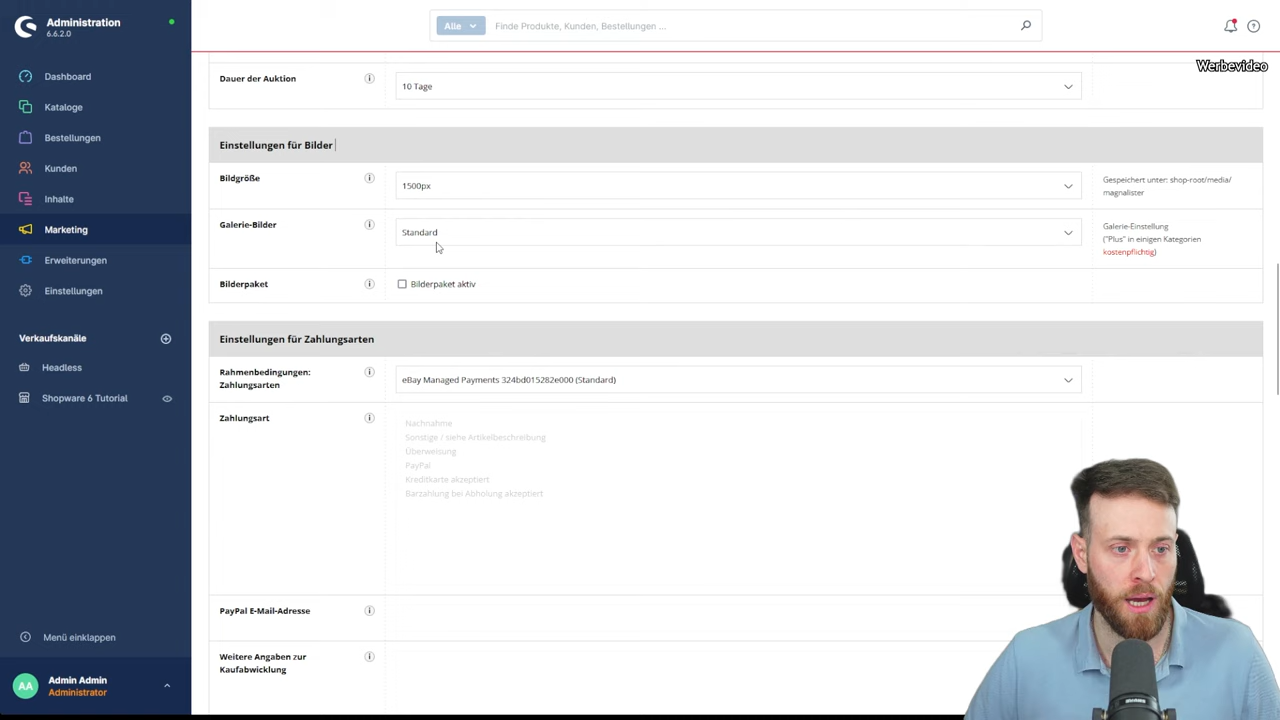 Administration
6.6.2.0
Alle
Finde Produkte, Kunden, Bestellungen ...
Werbevideo
Dashboard
Kataloge
Bestellungen
Kunden
Inhalte
Marketing
Erweiterungen
Einstellungen
Verkaufskanäle
Headless
Shopware 6 Tutorial
Menü einklappen
AA
Admin Admin
Administrator
Dauer der Auktion
10 Tage
Einstellungen für Bilder
Bildgröße
1500px
Gespeichert unter: shop-root/media/
magnalister
Galerie-Bilder
Standard
Galerie-Einstellung
("Plus" in einigen Kategorien
kostenpflichtig)
Bilderpaket
Bilderpaket aktiv
Einstellungen für Zahlungsarten
Rahmenbedingungen:
Zahlungsarten
eBay Managed Payments 324bd015282e000 (Standard)
Zahlungsart
Nachnahme
Sonstige / siehe Artikelbeschreibung
Überweisung
PayPal
Kreditkarte akzeptiert
Barzahlung bei Abholung akzeptiert
PayPal E-Mail-Adresse
Weitere Angaben zur
Kaufabwicklung